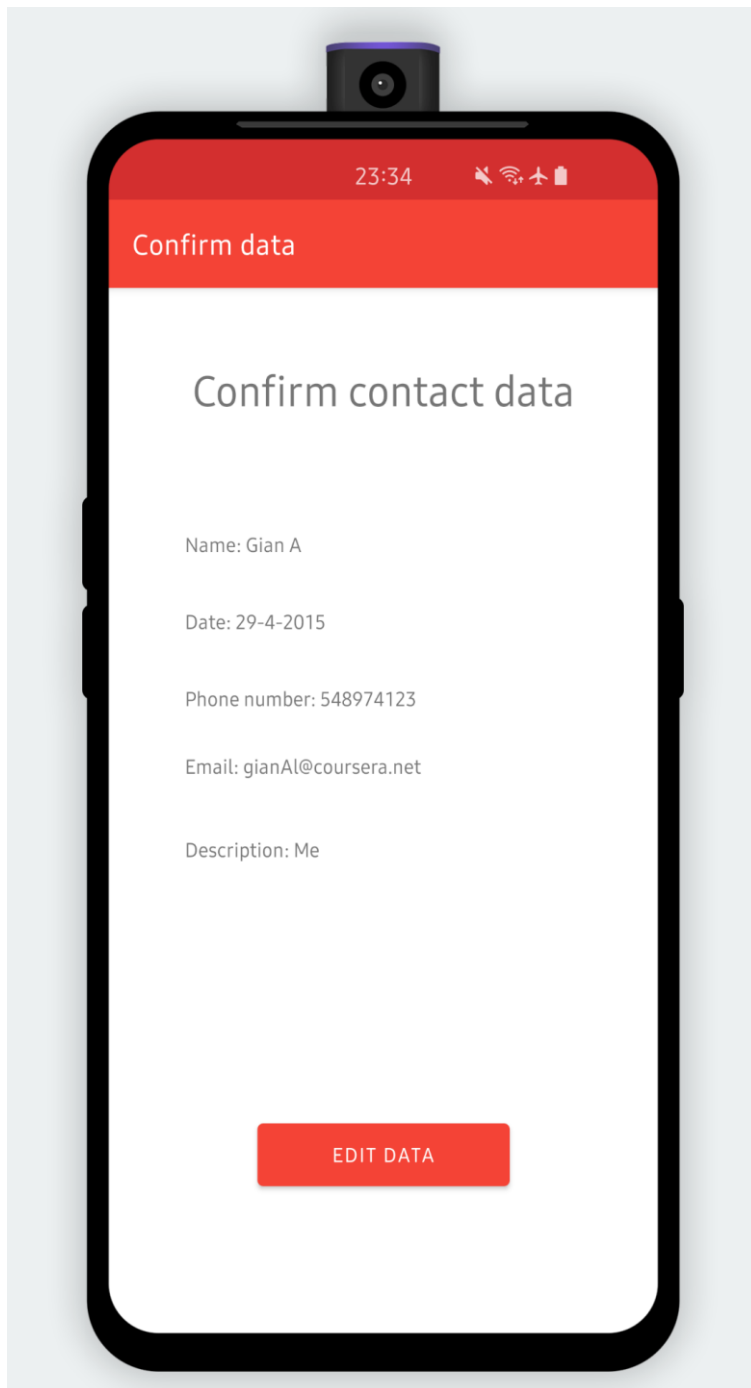 23:34
Confirm data
Confirm contact data
Name: Gian A
Date: 29-4-2015
Phone number: 548974123
Email: gianAl@coursera.net
Description: Me
EDIT DATA